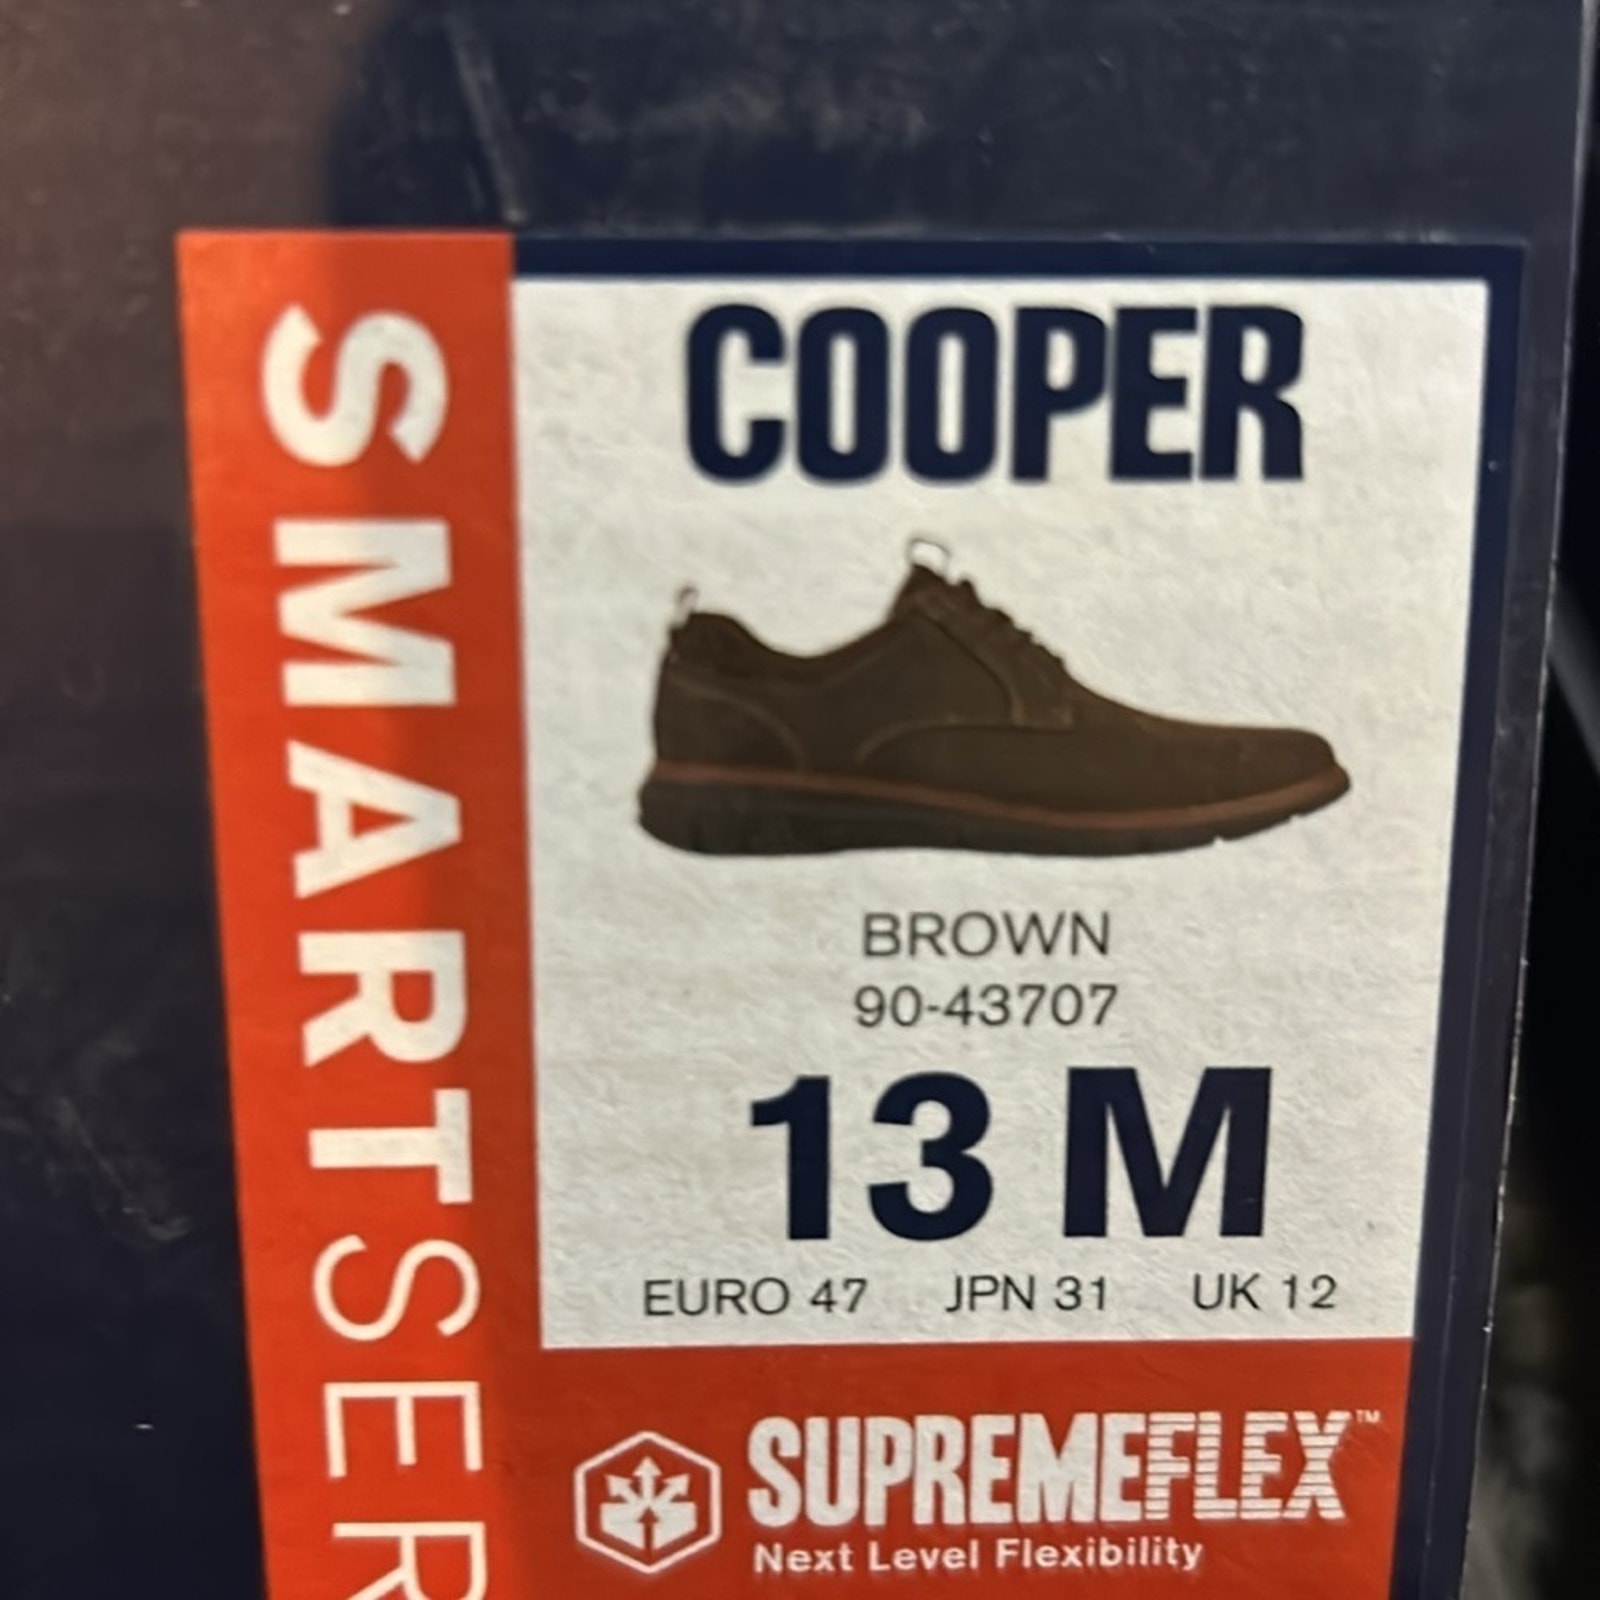 SMARTSER
COOPER
BROWN
90-43707
13 M
EURO 47 JPN 31 UK 12
SUPREMEFLEX™
Next Level Flexibility